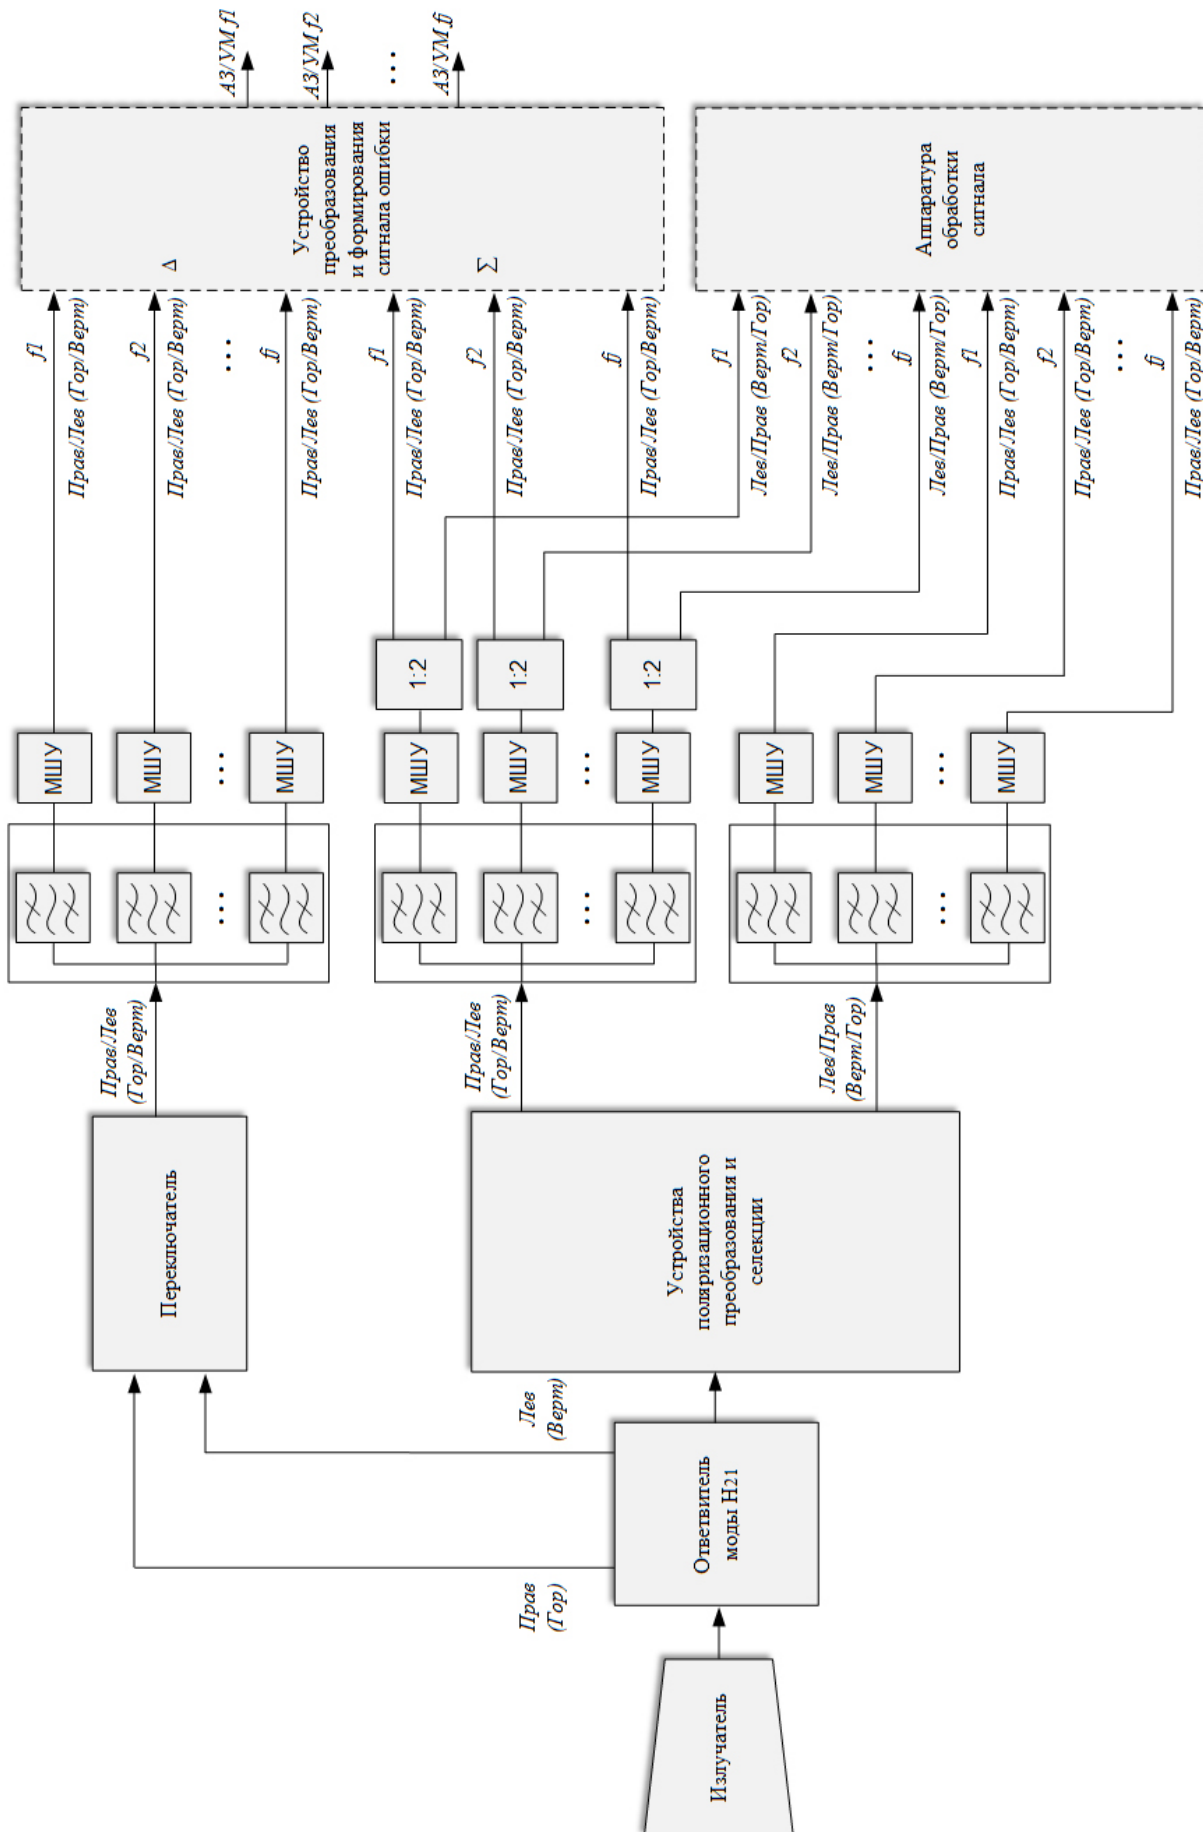 Излучатель
Ответвитель
моды H21
Прав
(Гор)
Лев
(Верт)
Переключатель
Устройства
поляризационного
преобразования и
селекции
Прав/Лев
(Гор/Верт)
Прав/Лев
(Гор/Верт)
Лев/Прав
(Верт/Гор)
...
...
...
МШУ
МШУ
...
МШУ
МШУ
МШУ
...
МШУ
МШУ
МШУ
...
МШУ
1:2
1:2
1:2
f1
Прав/Лев (Гор/Верт)
f2
Прав/Лев (Гор/Верт)
...
fj
Прав/Лев (Гор/Верт)
f1
Прав/Лев (Гор/Верт)
f2
Прав/Лев (Гор/Верт)
fj
Прав/Лев (Гор/Верт)
f1
Лев/Прав (Верт/Гор)
f2
Лев/Прав (Верт/Гор)
...
fj
Лев/Прав (Верт/Гор)
f1
Прав/Лев (Гор/Верт)
f2
Прав/Лев (Гор/Верт)
...
fj
Прав/Лев (Гор/Верт)
Δ
Устройство
преобразования
и формирования
сигнала ошибки
Σ
Аппаратура
обработки
сигнала
АЗ/УМ f1
АЗ/УМ f2
...
АЗ/УМ fj